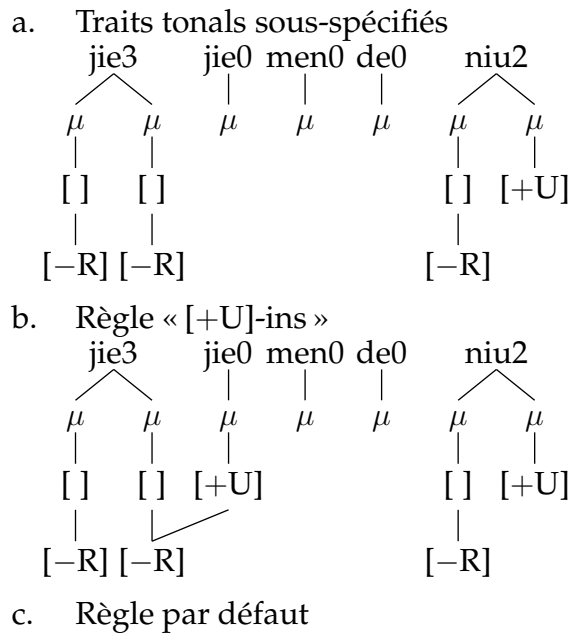 a. Traits tonals sous-spécifiés
jie3 jie0 men0 de0 niu2
μ μ μ μ μ μ μ
[ ] [ ] [ ] [+U]
[−R] [−R] [−R]
b. Règle « [+U]-ins »
jie3 jie0 men0 de0 niu2
μ μ μ μ μ μ μ
[ ] [ ] [+U] [ ] [+U]
[−R] [−R] [−R]
c. Règle par défaut